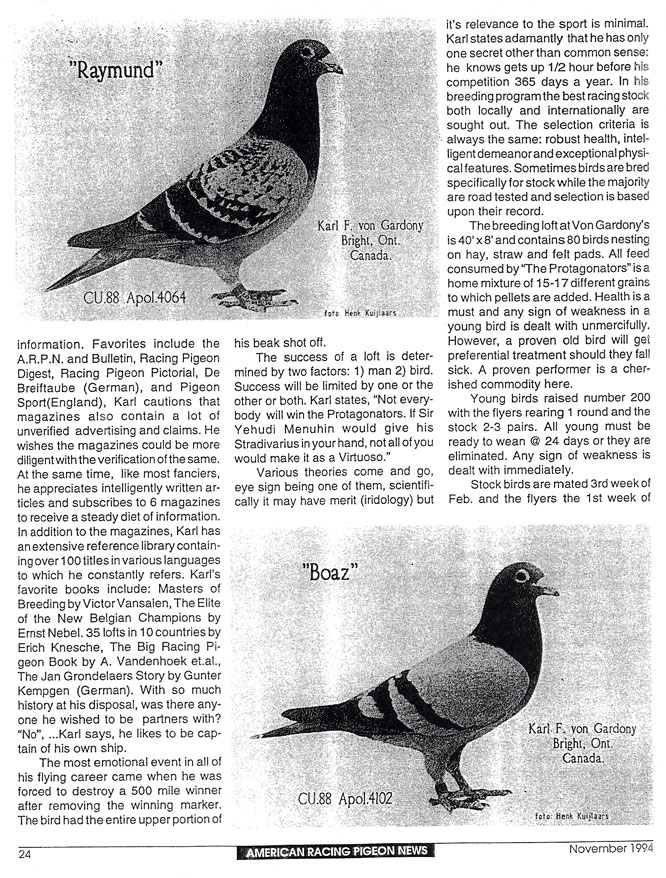 "Raymund"
Karl F. von Gardony
Bright, Ont.
Canada.
CU.88 Apol.4064
foto Henk Kuijlaars
information. Favorites include the
A.R.P.N. and Bulletin, Racing Pigeon
Digest, Racing Pigeon Pictorial, De
Breiftaube (German), and Pigeon
Sport(England), Karl cautions that
magazines also contain a lot of
unverified advertising and claims. He
wishes the magazines could be more
diligent with the verification of the same.
At the same time, like most fanciers,
he appreciates intelligently written ar-
ticles and subscribes to 6 magazines
to receive a steady diet of information.
In addition to the magazines, Karl has
an extensive reference library contain-
ing over 100 titles in various languages
to which he constantly refers. Karl's
favorite books include: Masters of
Breeding by Victor Vansalen, The Elite
of the New Belgian Champions by
Ernst Nebel. 35 lofts in 10 countries by
Erich Knesche, The Big Racing Pi-
geon Book by A. Vandenhoek et.al.,
The Jan Grondelaers Story by Gunter
Kempgen (German). With so much
history at his disposal, was there any-
one he wished to be partners with?
"No", ...Karl says, he likes to be cap-
tain of his own ship.
The most emotional event in all of
his flying career came when he was
forced to destroy a 500 mile winner
after removing the winning marker.
The bird had the entire upper portion of
his beak shot off.
The success of a loft is deter-
mined by two factors: 1) man 2) bird.
Success will be limited by one or the
other or both. Karl states, "Not every-
body will win the Protagonators. If Sir
Yehudi Menuhin would give his
Stradivarius in your hand, not all of you
would make it as a Virtuoso."
Various theories come and go,
eye sign being one of them, scientifi-
cally it may have merit (iridology) but
it's relevance to the sport is minimal.
Karl states adamantly that he has only
one secret other than common sense:
he knows gets up 1/2 hour before his
competition 365 days a year. In his
breeding program the best racing stock
both locally and internationally are
sought out. The selection criteria is
always the same: robust health, intel-
ligent demeanor and exceptional physi-
cal features. Sometimes birds are bred
specifically for stock while the majority
are road tested and selection is based
upon their record.
The breeding loft at Von Gardony's
is 40' x 8' and contains 80 birds nesting
on hay, straw and felt pads. All feed
consumed by "The Protagonators" is a
home mixture of 15-17 different grains
to which pellets are added. Health is a
must and any sign of weakness in a
young bird is dealt with unmercifully.
However, a proven old bird will get
preferential treatment should they fall
sick. A proven performer is a cher-
ished commodity here.
Young birds raised number 200
with the flyers rearing 1 round and the
stock 2-3 pairs. All young must be
ready to wean @ 24 days or they are
eliminated. Any sign of weakness is
dealt with immediately.
Stock birds are mated 3rd week of
Feb. and the flyers the 1st week of
"Boaz"
Karl F. von Gardony
Bright, Ont.
Canada.
CU.88 Apol.4102
foto: Henk Kuijlaars
24
AMERICAN RACING PIGEON NEWS
November 1994